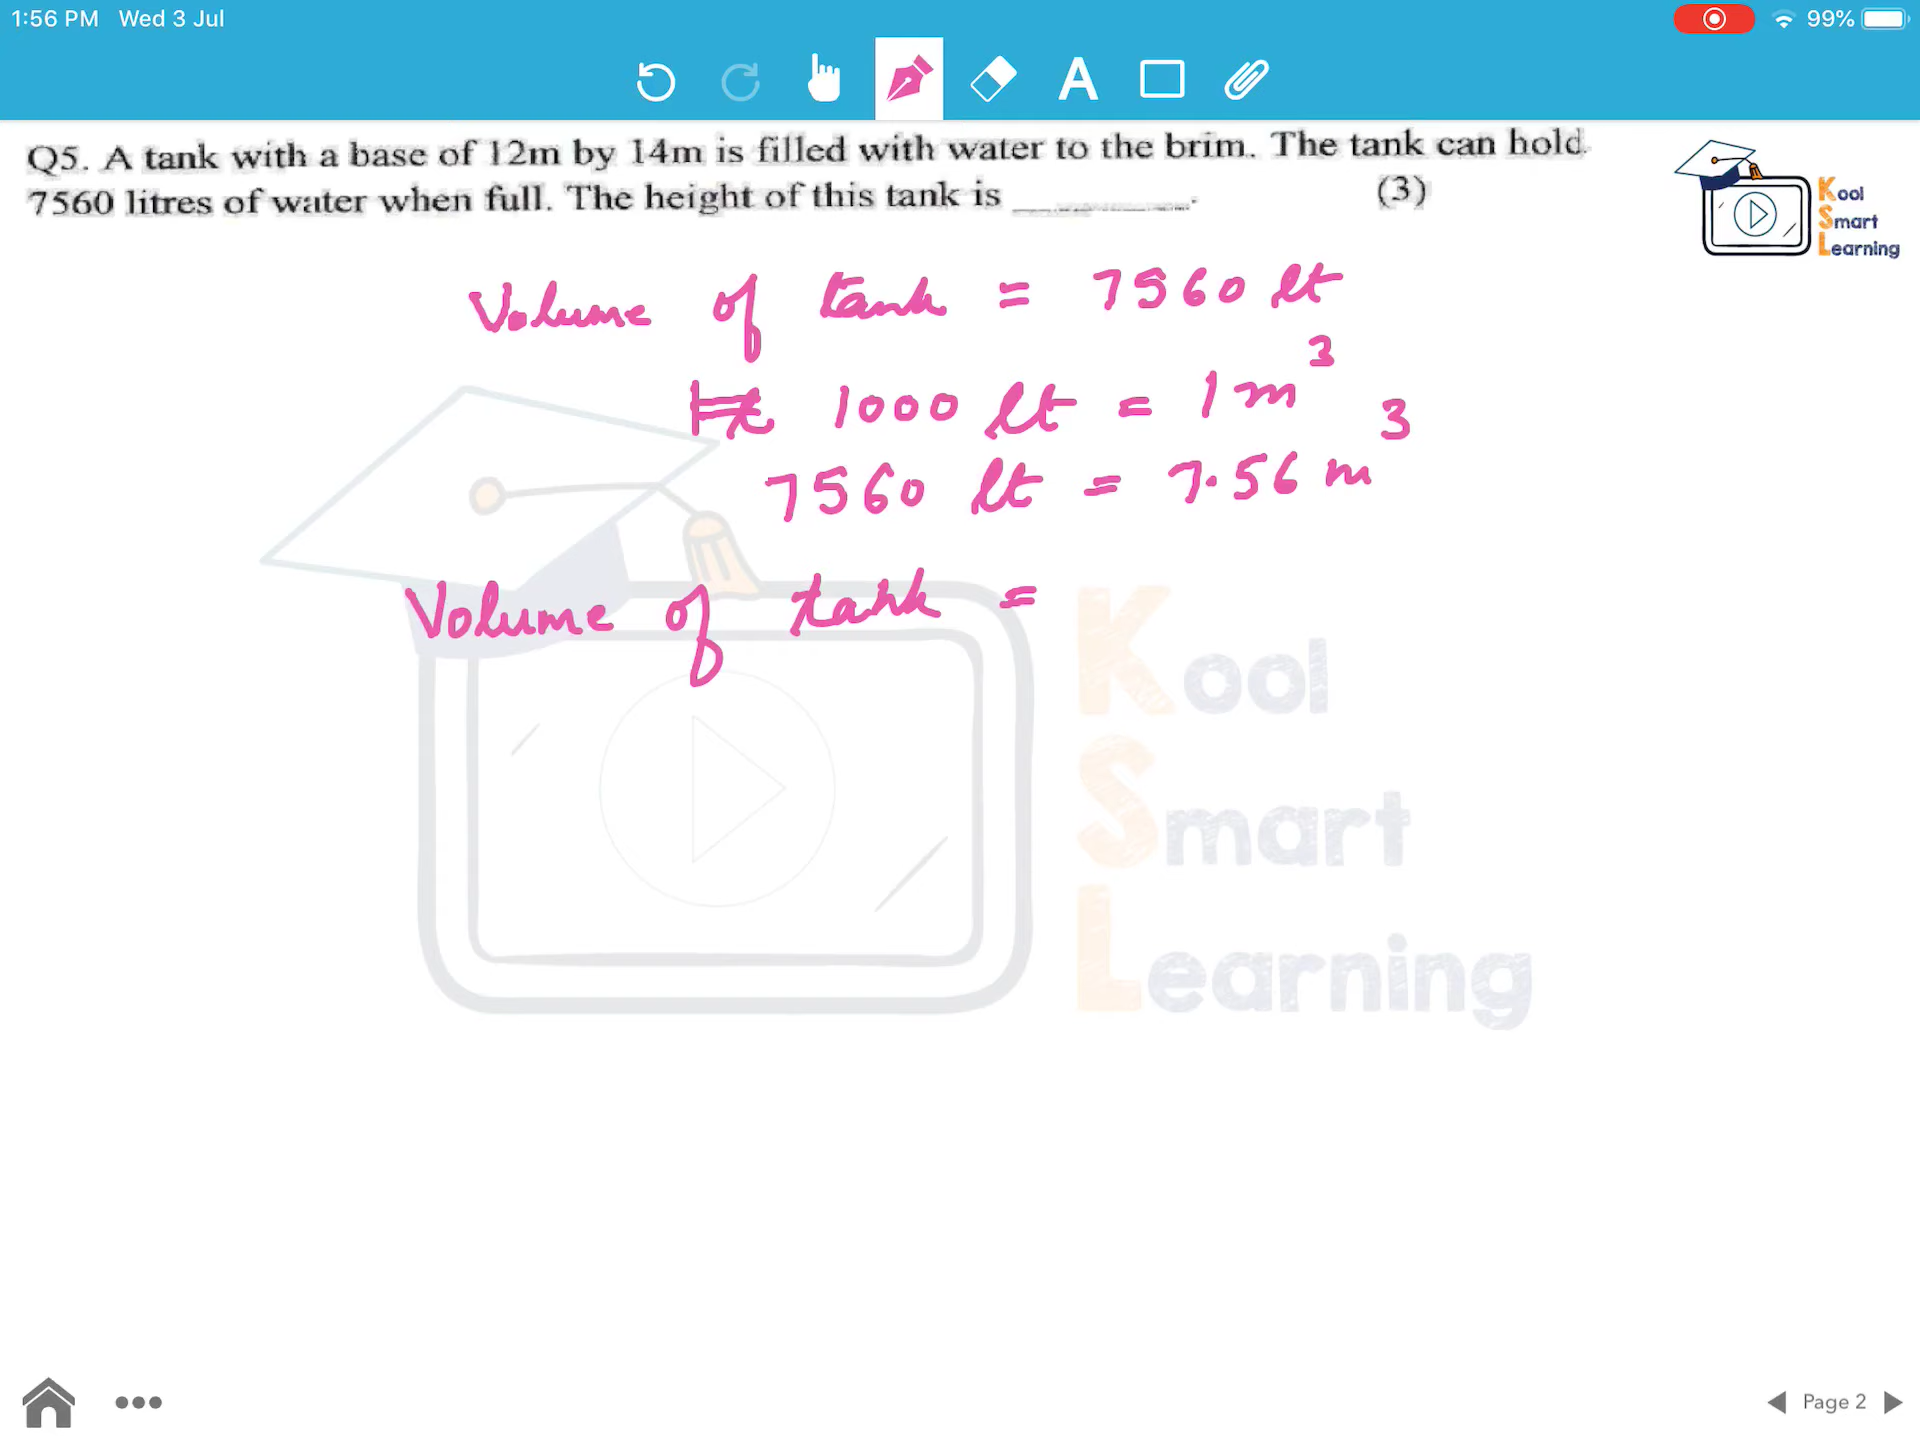 1:56 PM Wed 3 Jul
99%
A
Q5. A tank with a base of 12m by 14m is filled with water to the brim. The tank can hold
7560 litres of water when full. The height of this tank is __________. (3)
Kool
Smart
Learning
Volume of tank = 7560 lt
1000 lt = 1 m³
7560 lt = 7.56 m³
Volume of tank =
Kool
Smart
Learning
Page 2